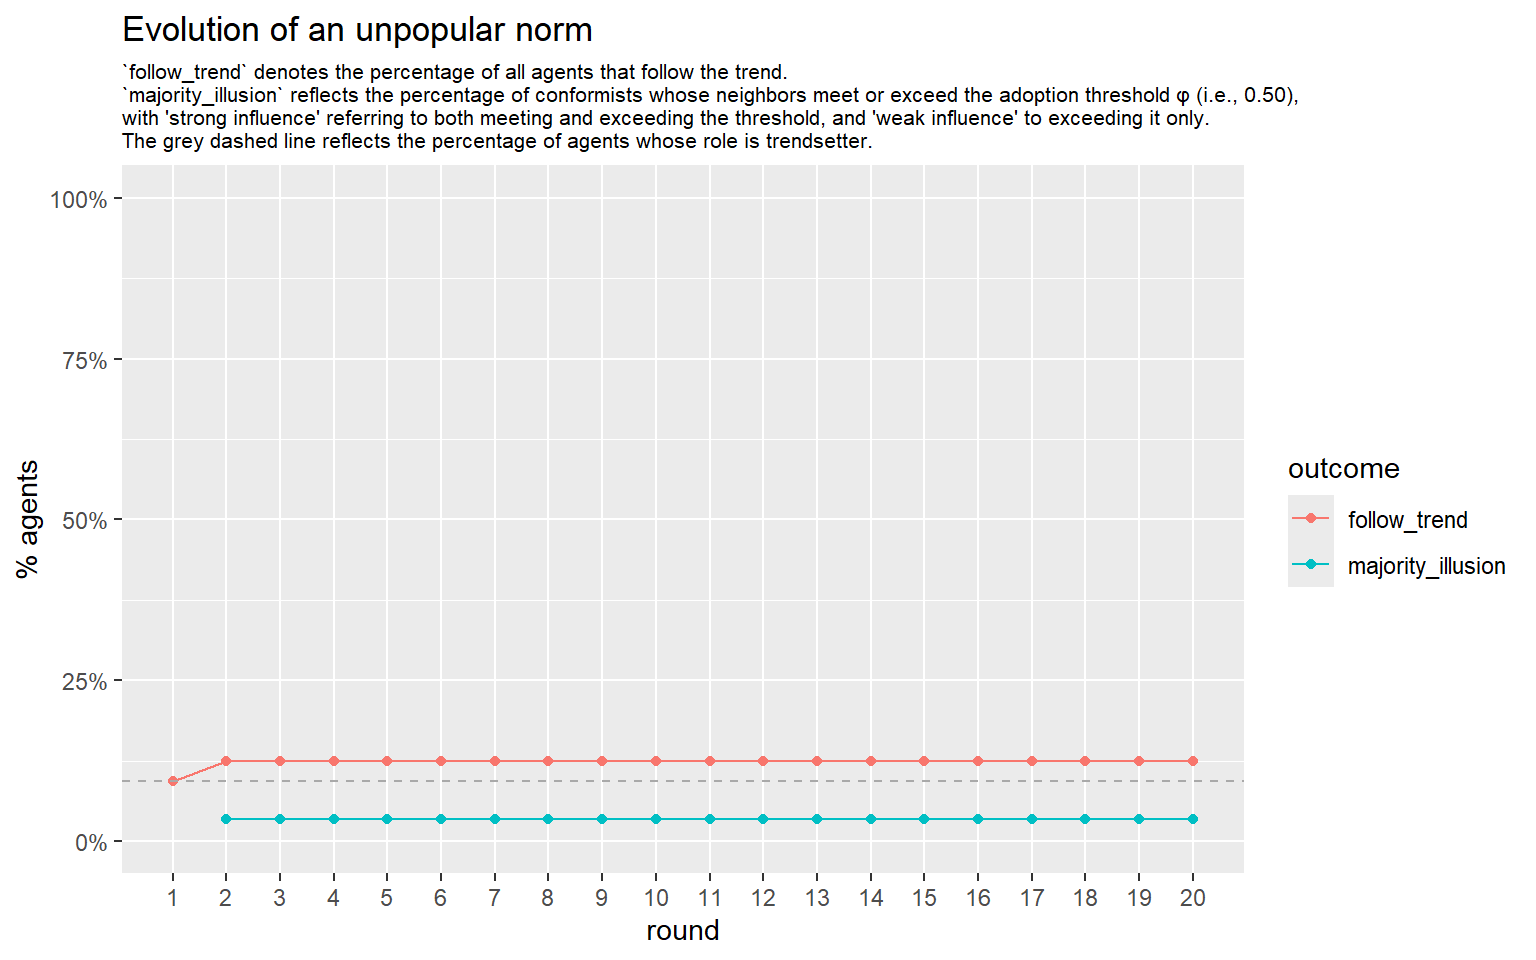 Evolution of an unpopular norm
`follow_trend` denotes the percentage of all agents that follow the trend.
`majority_illusion` reflects the percentage of conformists whose neighbors meet or exceed the adoption threshold φ (i.e., 0.50),
with 'strong influence' referring to both meeting and exceeding the threshold, and 'weak influence' to exceeding it only.
The grey dashed line reflects the percentage of agents whose role is trendsetter.
100%
75%
50%
25%
0%
% agents
1 2 3 4 5 6 7 8 9 10 11 12 13 14 15 16 17 18 19 20
round
outcome
follow_trend
majority_illusion